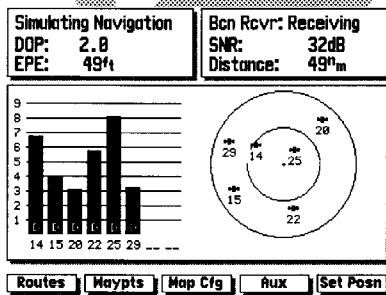 Simulating Navigation
DOP: 2.0
EPE: 49ft
Bcn Rcvr: Receiving
SNR: 32dB
Distance: 49nm
9
8
7
6
5
4
3
2
1
14 15 20 22 25 29 __ __
20
29
14
25
15
22
Routes
Waypts
Map Cfg
Aux
Set Posn